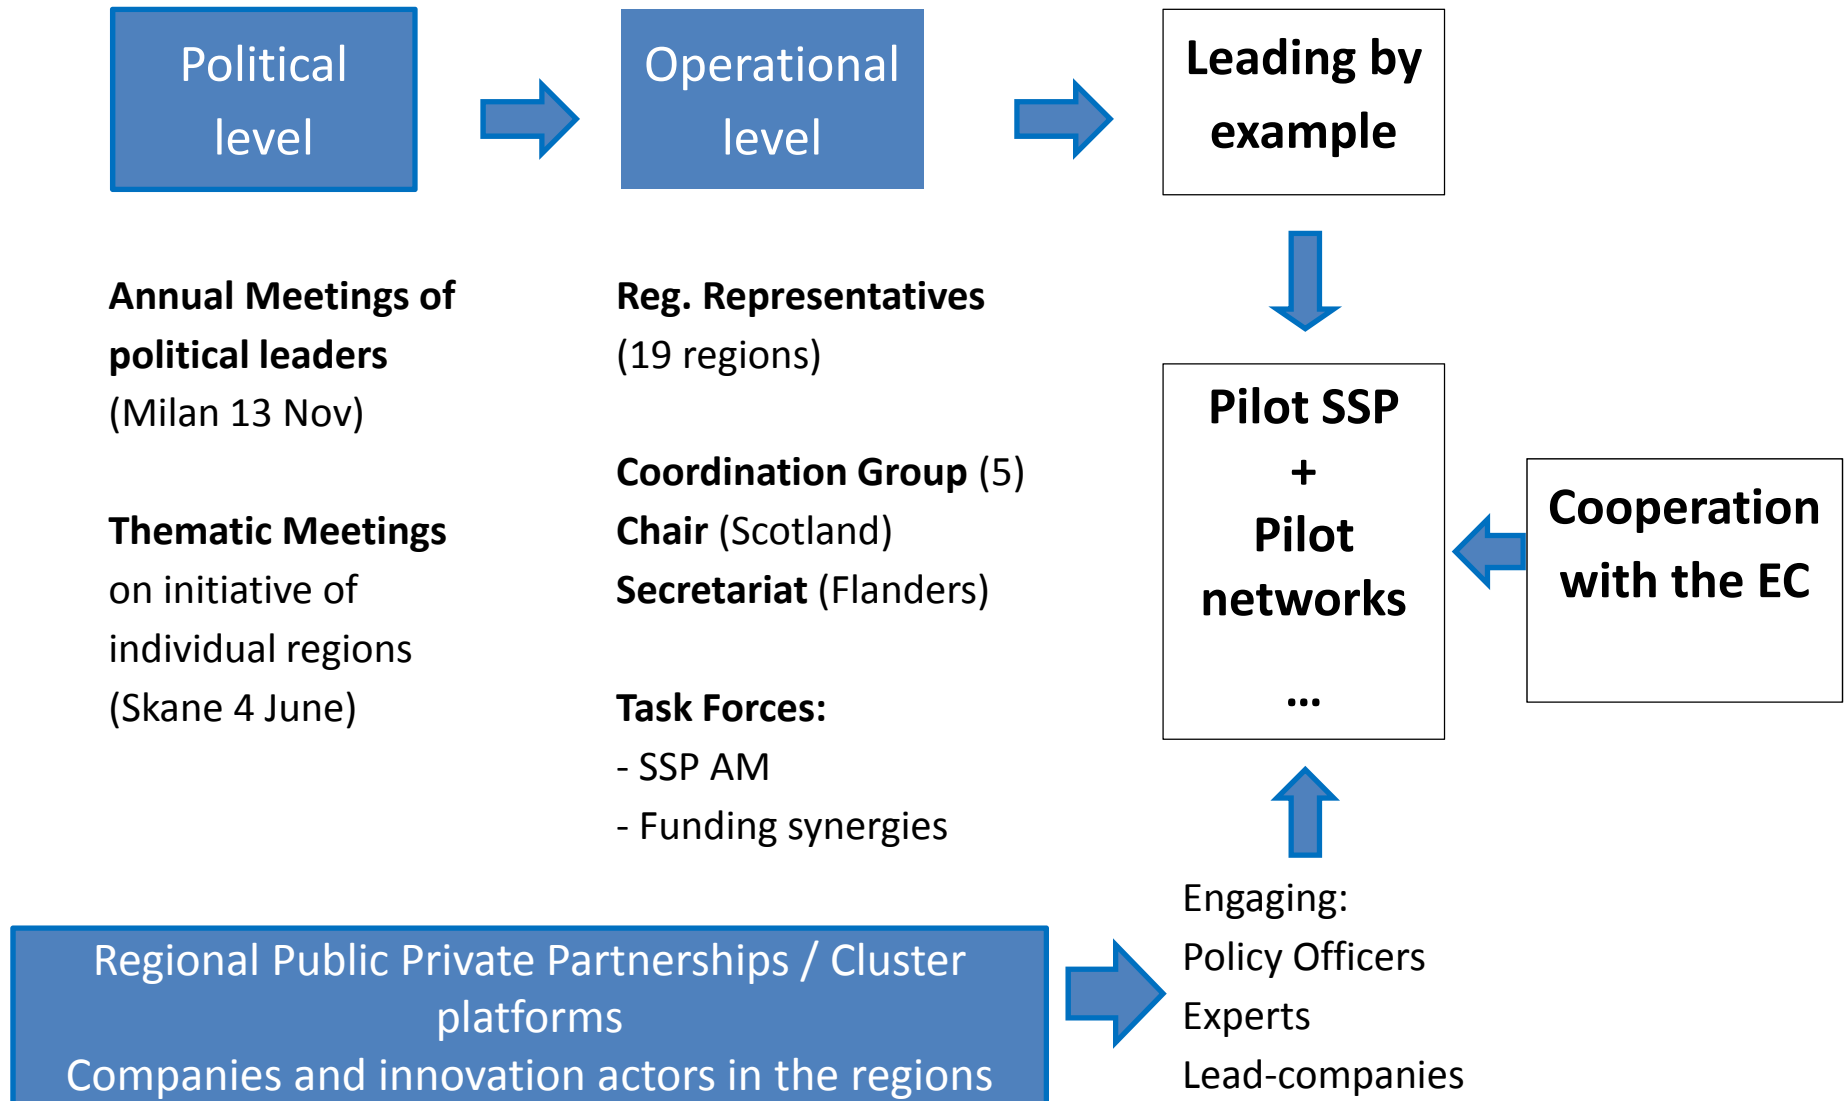 Political
level
Operational
level
Leading by
example
Annual Meetings of
political leaders
(Milan 13 Nov)
Thematic Meetings
on initiative of
individual regions
(Skane 4 June)
Reg. Representatives
(19 regions)
Coordination Group (5)
Chair (Scotland)
Secretariat (Flanders)
Task Forces:
- SSP AM
- Funding synergies
Pilot SSP
+
Pilot
networks
...
Cooperation
with the EC
Regional Public Private Partnerships / Cluster
platforms
Companies and innovation actors in the regions
Engaging:
Policy Officers
Experts
Lead-companies